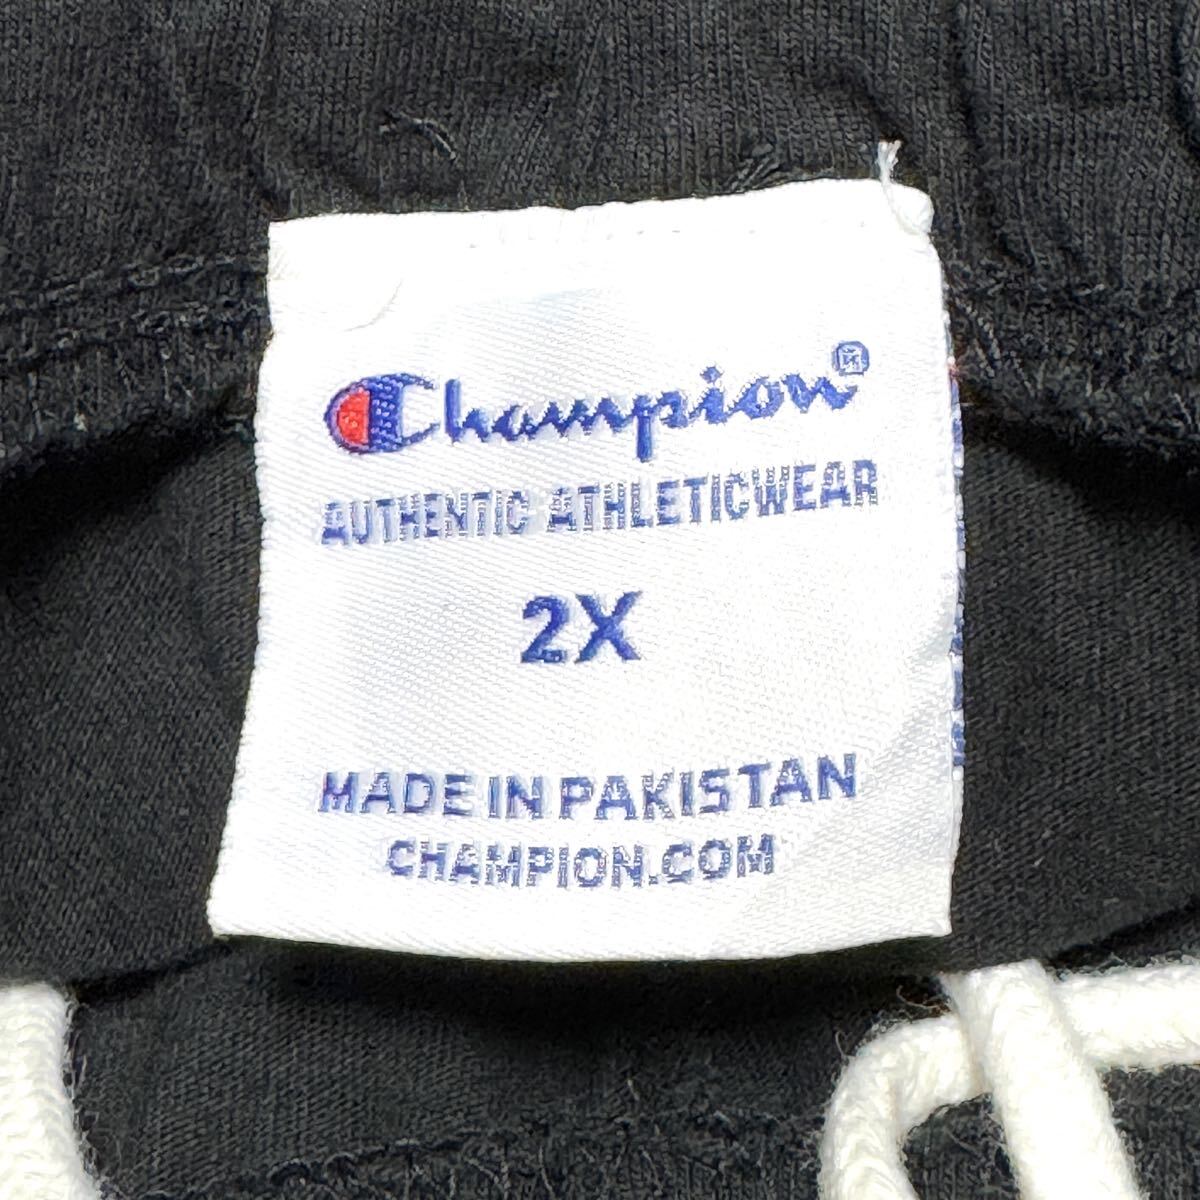 Champion®
AUTHENTIC ATHLETICWEAR
2X
MADE IN PAKISTAN
CHAMPION.COM